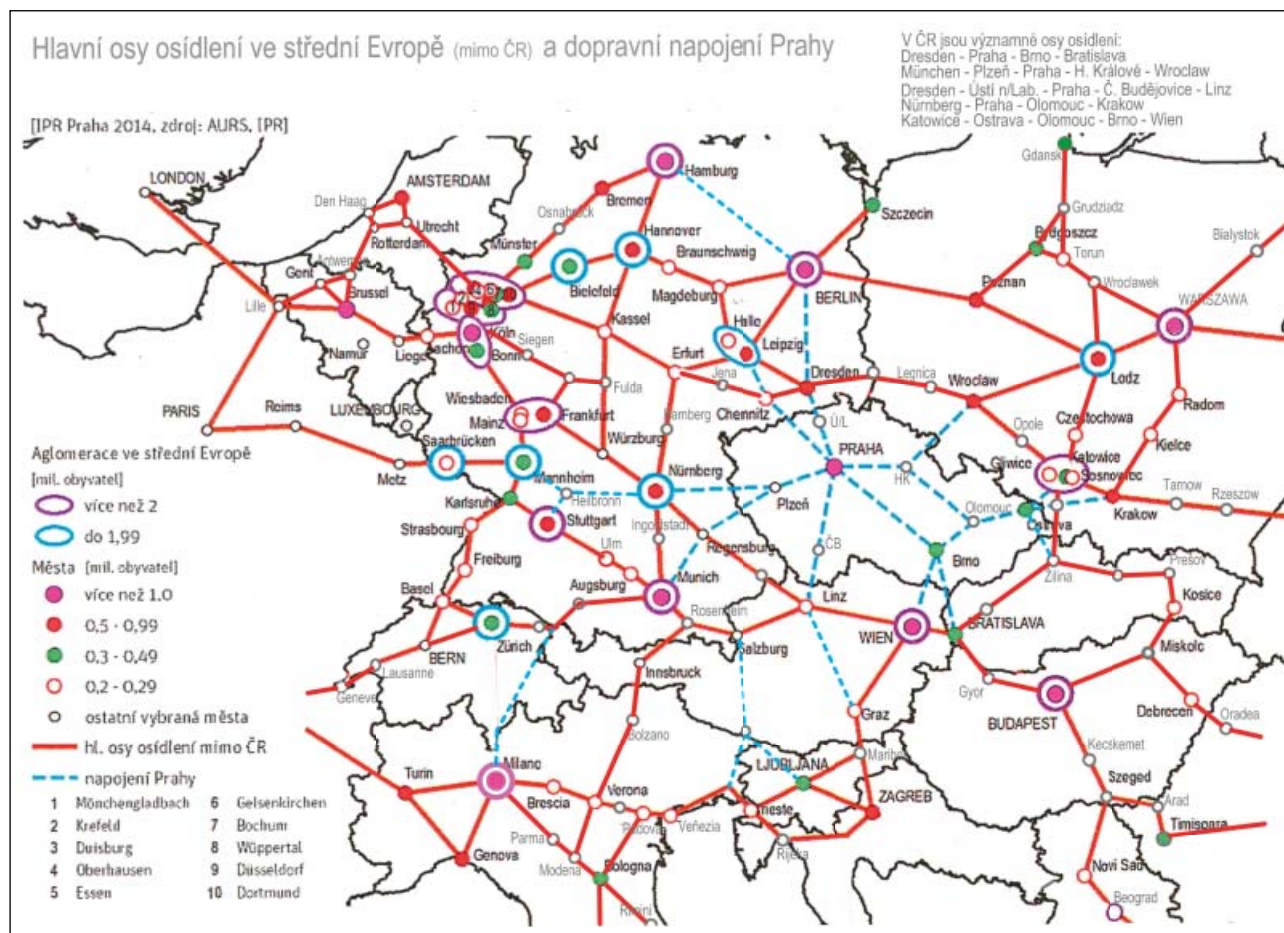 Hlavní osy osídlení ve střední Evropě (mimo ČR) a dopravní napojení Prahy
V ČR jsou významné osy osídlení:
Dresden - Praha - Brno - Bratislava
München - Plzeň - Praha - H. Králové - Wroclaw
Dresden - Ústí n/Lab. - Praha - Č. Budějovice - Linz
Nürnberg - Praha - Olomouc - Krakow
Katowice - Ostrava - Olomouc - Brno - Wien
[IPR Praha 2014, zdroj: AURS, IPR]
Gdansk
LONDON
Hamburg
AMSTERDAM
Den Haag
Bremen
Szczecin
Grudziadz
Osnabrück
Utrecht
Rotterdam
Hannover
Bydgoszcz
Bialystok
Münster
Braunschweig
Torun
Antwerpen
Gent
Brussel
Bielefeld
Magdeburg
BERLIN
Poznan
Wroclawek
WARSZAWA
Lille
4 6
2 10
1 9 8
Kassel
Halle
Köln
Siegen
Leipzig
Namur
Liege
Aachen
Bonn
Erfurt
Jena
Dresden
Legnica
Wroclaw
Lodz
Fulda
Wiesbaden
Radom
PARIS
Reims
LUXEMBOURG
Mainz
Frankfurt
Bamberg
Chemnitz
Ú/L
Częstochowa
Opole
Kielce
Würzburg
Saarbrücken
PRAHA
Gliwice
Katowice
Sosnowiec
Metz
Mannheim
Nürnberg
HK
Tarnow
Rzeszow
Karlsruhe
Heilbronn
Plzeň
Olomouc
Krakow
Strasbourg
Stuttgart
Ingolstadt
Ostrava
Regensburg
ČB
Brno
Freiburg
Ulm
Žilina
Presov
Basel
Augsburg
Munich
Kosice
Linz
Rosenheim
WIEN
BRATISLAVA
Zürich
BERN
Salzburg
Miskolc
Lausanne
Innsbruck
Geneve
Gyor
BUDAPEST
Debrecen
Oradea
Graz
Bolzano
Kecskemet
Maribor
LJUBLJANA
Milano
Turin
Szeged
Verona
Brescia
ZAGREB
Arad
Trieste
Padova
Venezia
Timisoara
Parma
Rijeka
Modena
Genova
Bologna
Novi Sad
Rimini
Beograd
Aglomerace ve střední Evropě
[mil. obyvatel]
více než 2
do 1,99
Města [mil. obyvatel]
více než 1.0
0,5 - 0,99
0.3 - 0.49
0,2 - 0,29
ostatní vybraná města
hl. osy osídlení mimo ČR
napojení Prahy
1 Mönchengladbach 6 Gelsenkirchen
2 Krefeld 7 Bochum
3 Duisburg 8 Wüppertal
4 Oberhausen 9 Düsseldorf
5 Essen 10 Dortmund